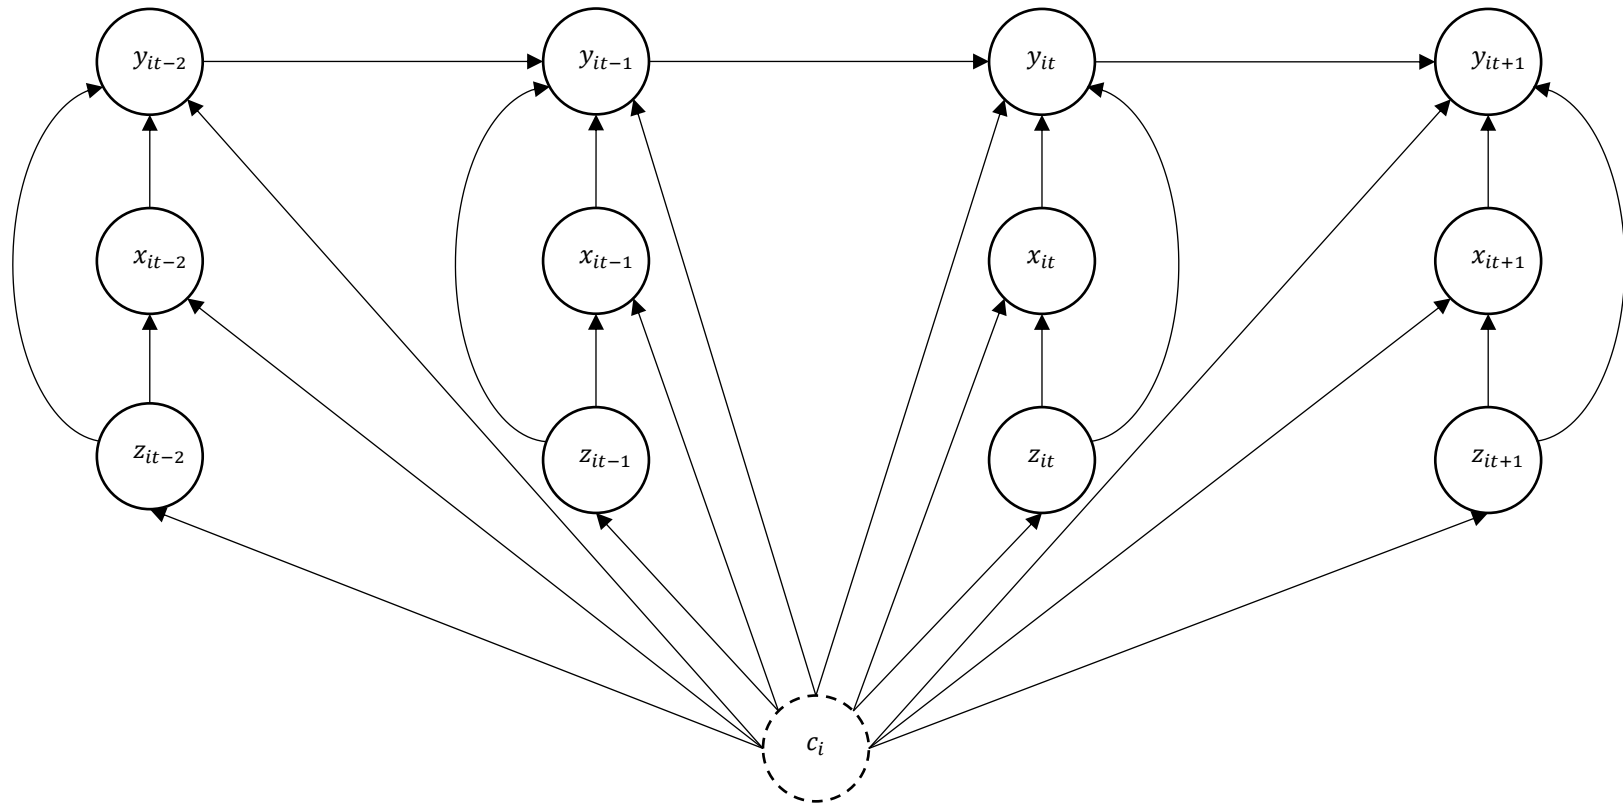 y_{it−2} y_{it−1} y_{it} y_{it+1}
x_{it−2} x_{it−1} x_{it} x_{it+1}
z_{it−2} z_{it−1} z_{it} z_{it+1}
c_i